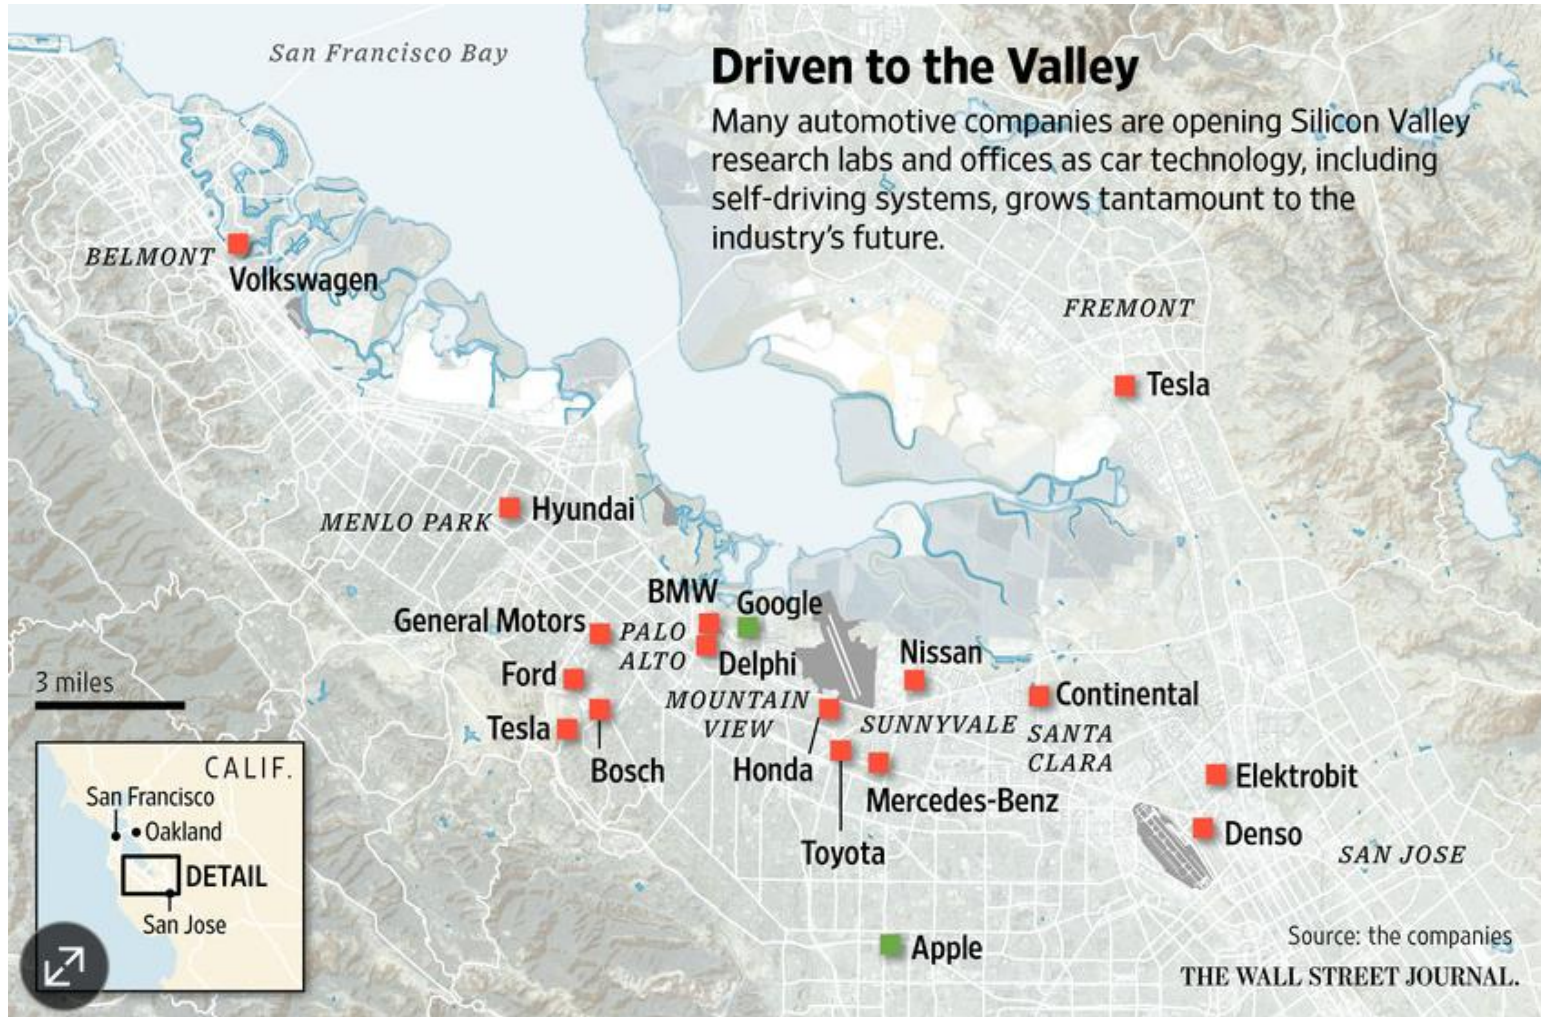 San Francisco Bay
Driven to the Valley
Many automotive companies are opening Silicon Valley
research labs and offices as car technology, including
self-driving systems, grows tantamount to the
industry’s future.
BELMONT
Volkswagen
FREMONT
Tesla
MENLO PARK
Hyundai
BMW
Google
General Motors
PALO
ALTO
Delphi
Ford
Nissan
MOUNTAIN
VIEW
Continental
Tesla
SUNNYVALE
SANTA
CLARA
Bosch
Honda
Elektrobit
Mercedes-Benz
Toyota
Denso
SAN JOSE
Apple
3 miles
CALIF.
San Francisco
Oakland
DETAIL
San Jose
Source: the companies
THE WALL STREET JOURNAL.